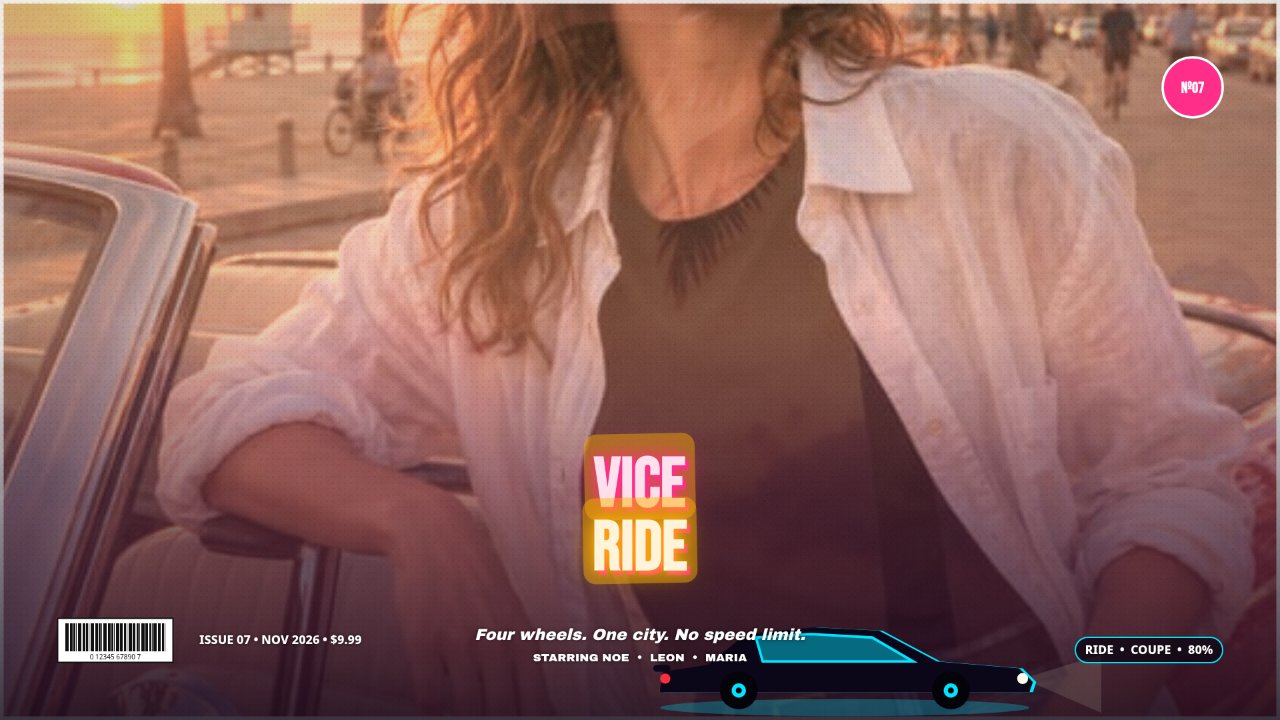 Nº07
VICE
RIDE
Four wheels. One city. No speed limit.
STARRING NOE • LEON • MARIA
ISSUE 07 • NOV 2026 • $9.99
0 12345 67890 7
RIDE • COUPE • 80%